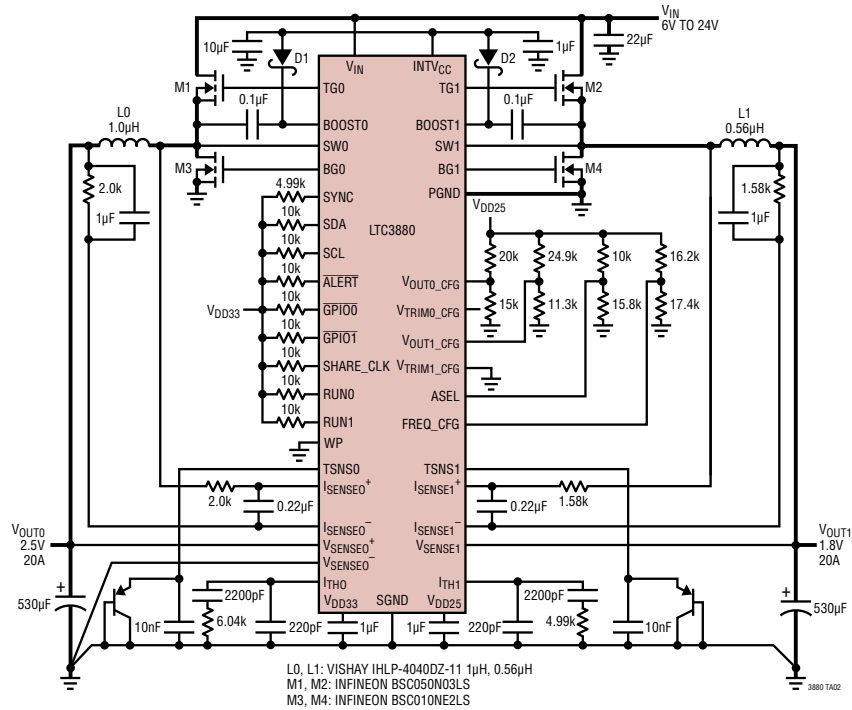 VIN
6V TO 24V
10µF
D1
VIN
INTVCC
D2
1µF
22µF
M1
TG0
TG1
M2
0.1µF
0.1µF
L0
1.0µH
L1
0.56µH
BOOST0
BOOST1
SW0
SW1
M3
BG0
BG1
M4
2.0k
1µF
4.99k
SYNC
PGND
1.58k
1µF
LTC3880
VDD25
10k
SDA
10k
SCL
10k
ALERT
10k
VDD33
GPIO0
10k
GPIO1
10k
SHARE_CLK
10k
RUN0
10k
RUN1
WP
20k
24.9k
10k
16.2k
VOUT0_CFG
15k
11.3k
15.8k
17.4k
VTRIM0_CFG
VOUT1_CFG
VTRIM1_CFG
ASEL
FREQ_CFG
TSNS0
TSNS1
ISENSE0+
ISENSE1+
2.0k
0.22µF
0.22µF
1.58k
ISENSE0–
ISENSE1–
VOUT0
2.5V
20A
VSENSE0+
VSENSE1
VOUT1
1.8V
20A
VSENSE0–
ITH0
ITH1
+
530µF
2200pF
2200pF
+
530µF
VDD33
SGND
VDD25
10nF
6.04k
220pF
1µF
1µF
220pF
4.99k
10nF
L0, L1: VISHAY IHLP-4040DZ-11 1µH, 0.56µH
M1, M2: INFINEON BSC050N03LS
M3, M4: INFINEON BSC010NE2LS
3880 TA02